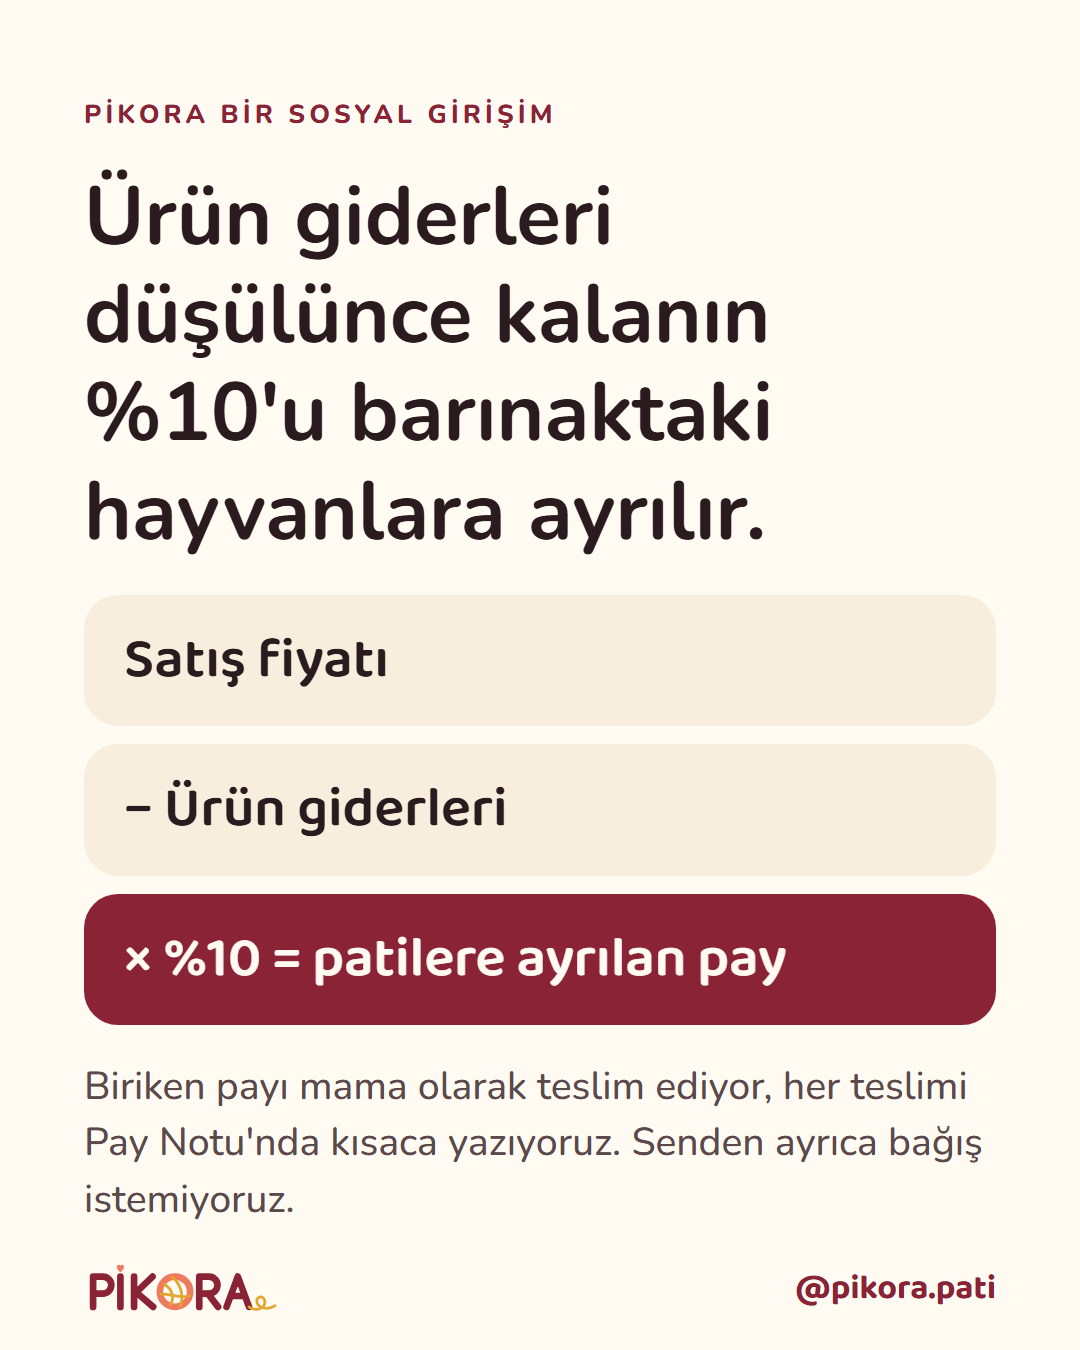 PİKORA BİR SOSYAL GİRİŞİM
Ürün giderleri
düşülünce kalanın
%10'u barınaktaki
hayvanlara ayrılır.
Satış fiyatı
− Ürün giderleri
× %10 = patilere ayrılan pay
Biriken payı mama olarak teslim ediyor, her teslimi
Pay Notu'nda kısaca yazıyoruz. Senden ayrıca bağış
istemiyoruz.
PİKORA
@pikora.pati